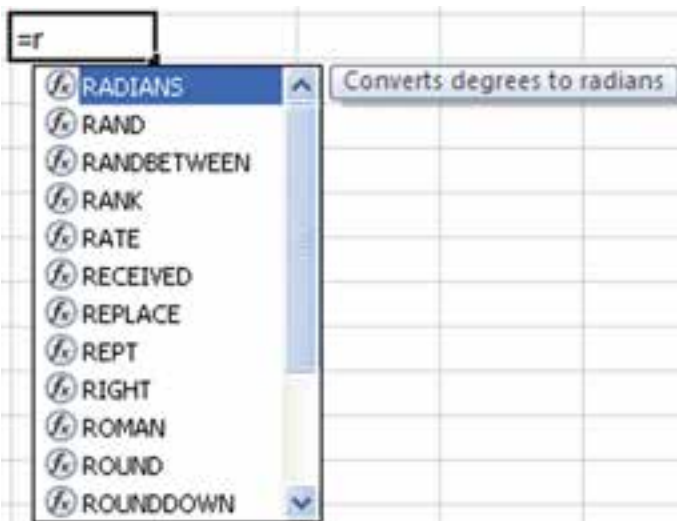 =r
RADIANS
Converts degrees to radians
RAND
RANDBETWEEN
RANK
RATE
RECEIVED
REPLACE
REPT
RIGHT
ROMAN
ROUND
ROUNDDOWN